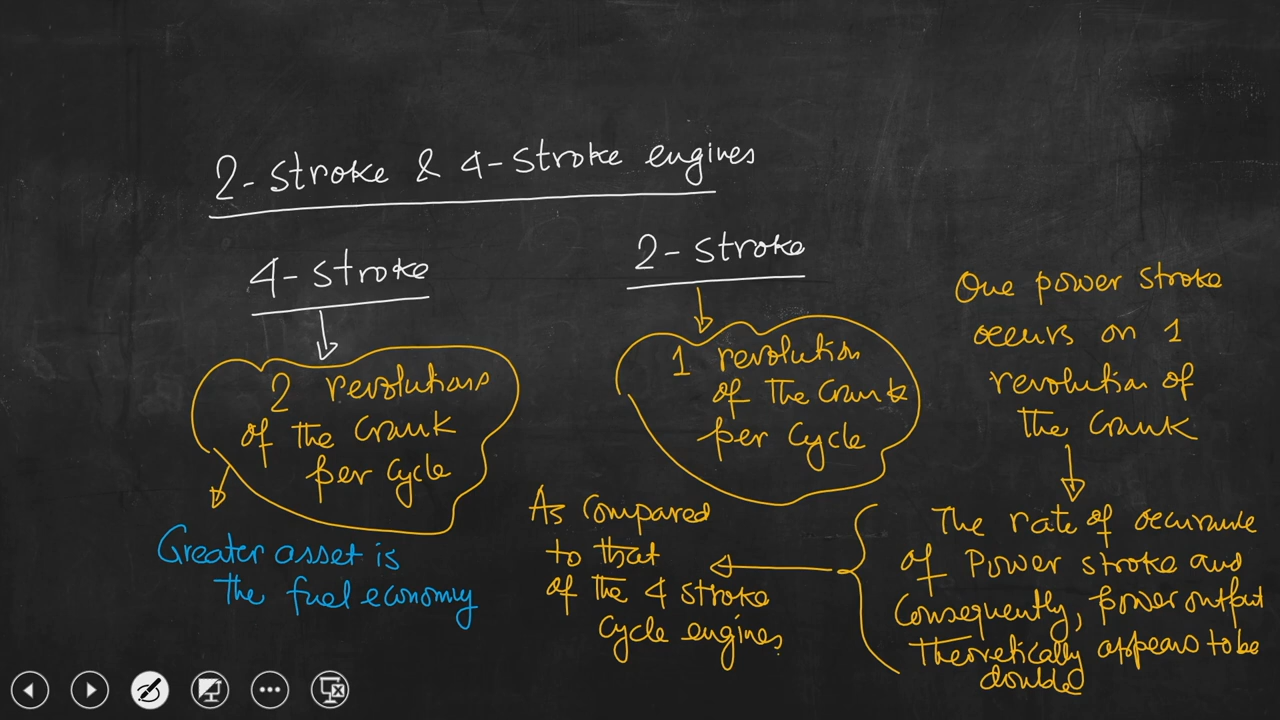 2-stroke & 4-stroke engines
4-stroke
2 revolutions
of the Crank
per cycle
Greater asset is
the fuel economy
2-stroke
1 revolution
of the Crank
per cycle
One power stroke
occurs on 1
revolution of
the Crank
The rate of occurance
of Power stroke and
Consequently, power output
Theoretically appears to be
double
As compared
to that
of the 4 stroke
cycle engines.